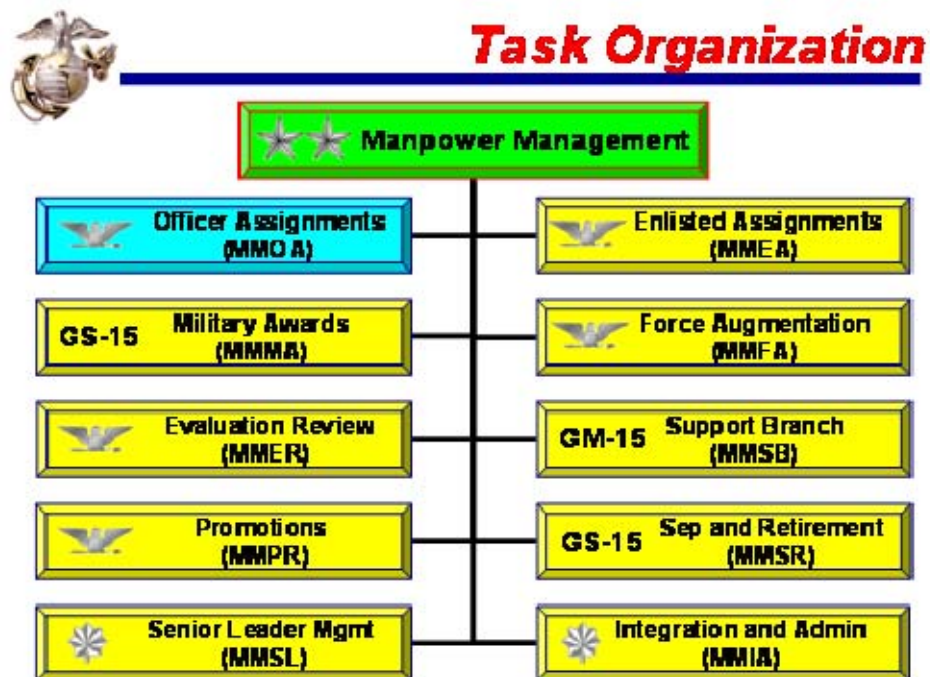 Task Organization
Manpower Management
Officer Assignments
(MMOA)
Enlisted Assignments
(MMEA)
GS-15
Military Awards
(MMMA)
Force Augmentation
(MMFA)
Evaluation Review
(MMER)
GM-15
Support Branch
(MMSB)
Promotions
(MMPR)
GS-15
Sep and Retirement
(MMSR)
Senior Leader Mgmt
(MMSL)
Integration and Admin
(MMIA)